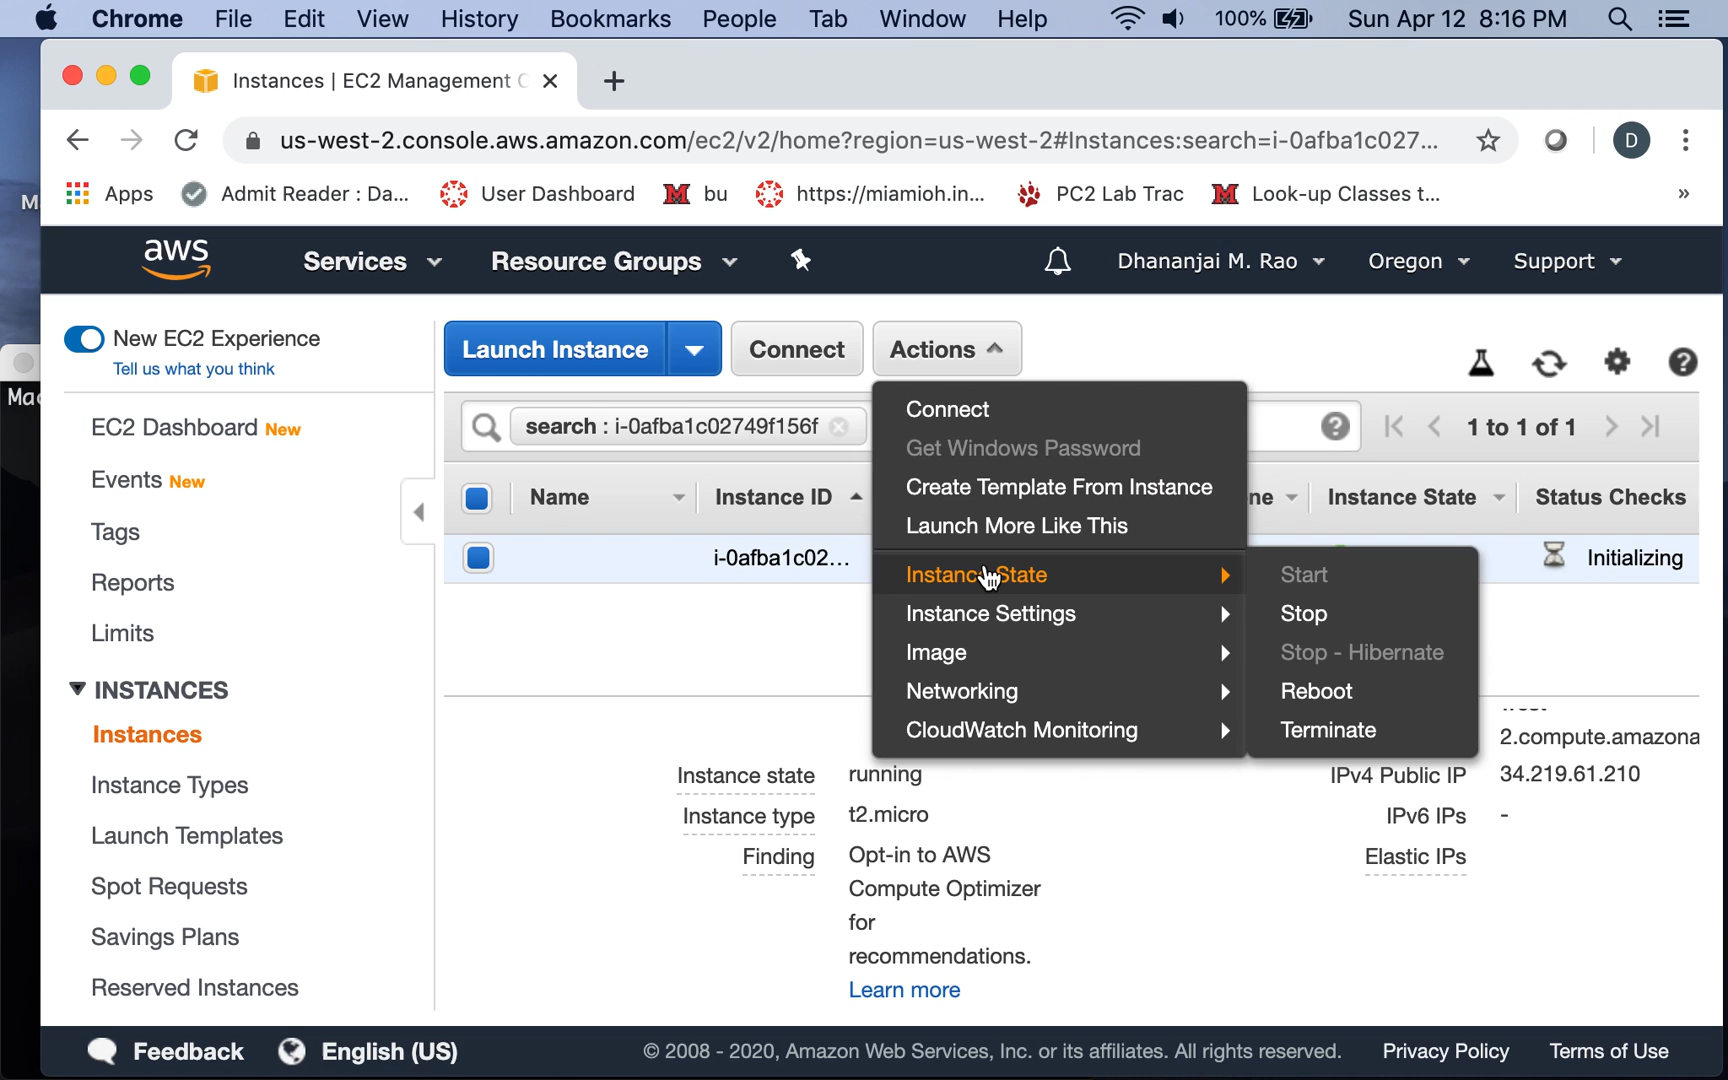 Chrome File Edit View History Bookmarks People Tab Window Help 100% Sun Apr 12 8:16 PM
Instances | EC2 Management C
us-west-2.console.aws.amazon.com/ec2/v2/home?region=us-west-2#Instances:search=i-0afba1c027...
D
Apps Admit Reader : Da... User Dashboard bu https://miamioh.in... PC2 Lab Trac Look-up Classes t... »
aws Services Resource Groups Dhananjai M. Rao Oregon Support
New EC2 Experience
Tell us what you think
EC2 Dashboard New
Events New
Tags
Reports
Limits
INSTANCES
Instances
Instance Types
Launch Templates
Spot Requests
Savings Plans
Reserved Instances
Launch Instance Connect Actions
search : i-0afba1c02749f156f 1 to 1 of 1
Name Instance ID ne Instance State Status Checks
i-0afba1c02... Initializing
Connect
Get Windows Password
Create Template From Instance
Launch More Like This
Instance State
Instance Settings
Image
Networking
CloudWatch Monitoring
Start
Stop
Stop - Hibernate
Reboot
Terminate
2.compute.amazona
Instance state running IPv4 Public IP 34.219.61.210
Instance type t2.micro IPv6 IPs -
Finding Opt-in to AWS Elastic IPs
Compute Optimizer
for
recommendations.
Learn more
Feedback English (US) © 2008 - 2020, Amazon Web Services, Inc. or its affiliates. All rights reserved. Privacy Policy Terms of Use